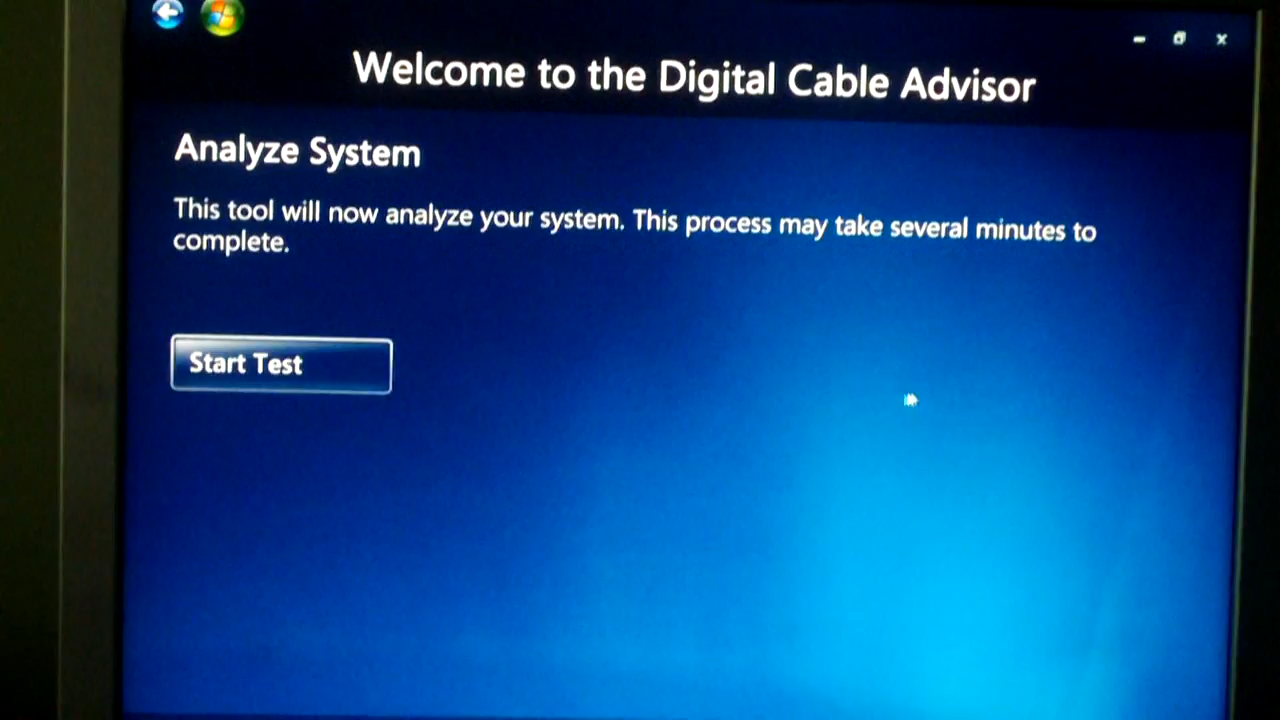 Welcome to the Digital Cable Advisor
Analyze System
This tool will now analyze your system. This process may take several minutes to
complete.
Start Test